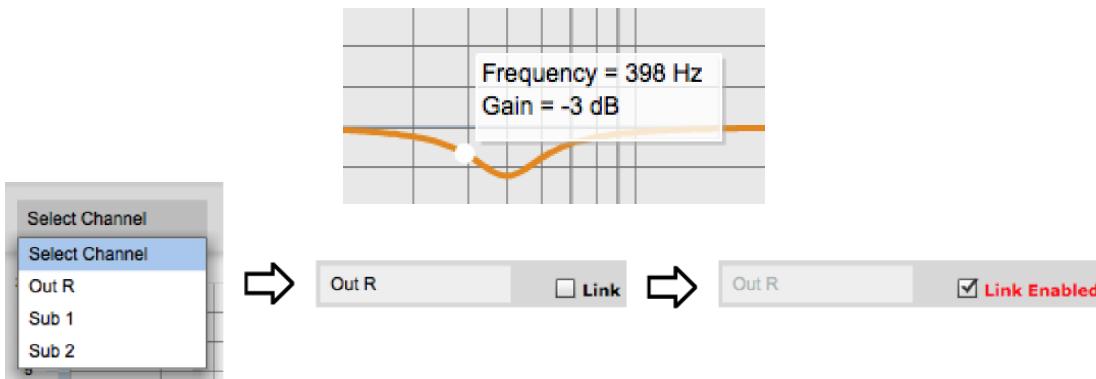 Frequency = 398 Hz
Gain = -3 dB
Select Channel
Select Channel
Out R
Sub 1
Sub 2
Out R
Link
Out R
Link Enabled